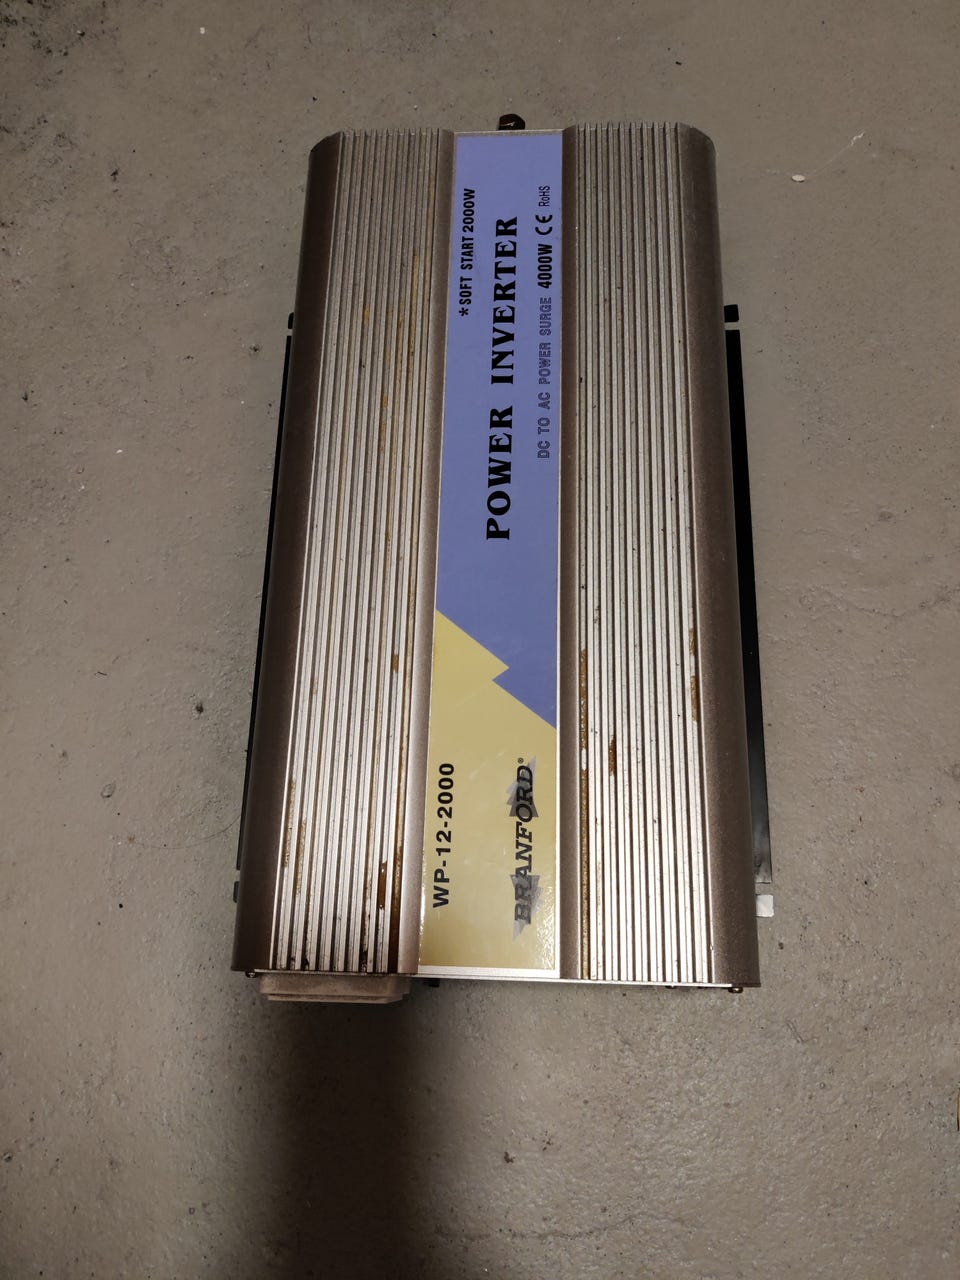 *SOFT START 2000W
POWER INVERTER
DC TO AC POWER SURGE 4000W CE RoHS
WP-12-2000
BRANFORD®